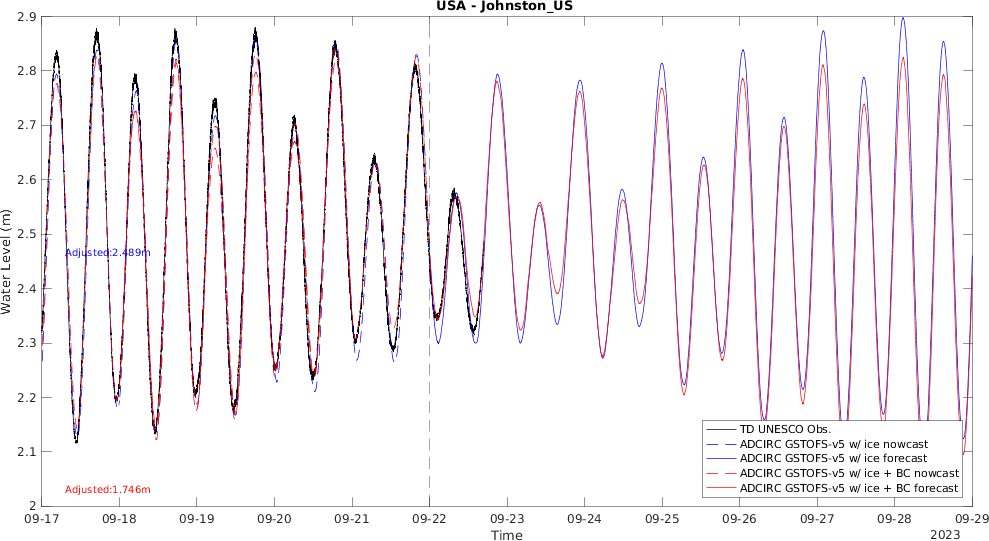 USA - Johnston_US
Water Level (m)
2.9
2.8
2.7
2.6
2.5
2.4
2.3
2.2
2.1
2
Adjusted:2.489m
Adjusted:1.746m
TD UNESCO Obs.
ADCIRC GSTOFS-v5 w/ ice nowcast
ADCIRC GSTOFS-v5 w/ ice forecast
ADCIRC GSTOFS-v5 w/ ice + BC nowcast
ADCIRC GSTOFS-v5 w/ ice + BC forecast
09-17 09-18 09-19 09-20 09-21 09-22 09-23 09-24 09-25 09-26 09-27 09-28 09-29
Time
2023